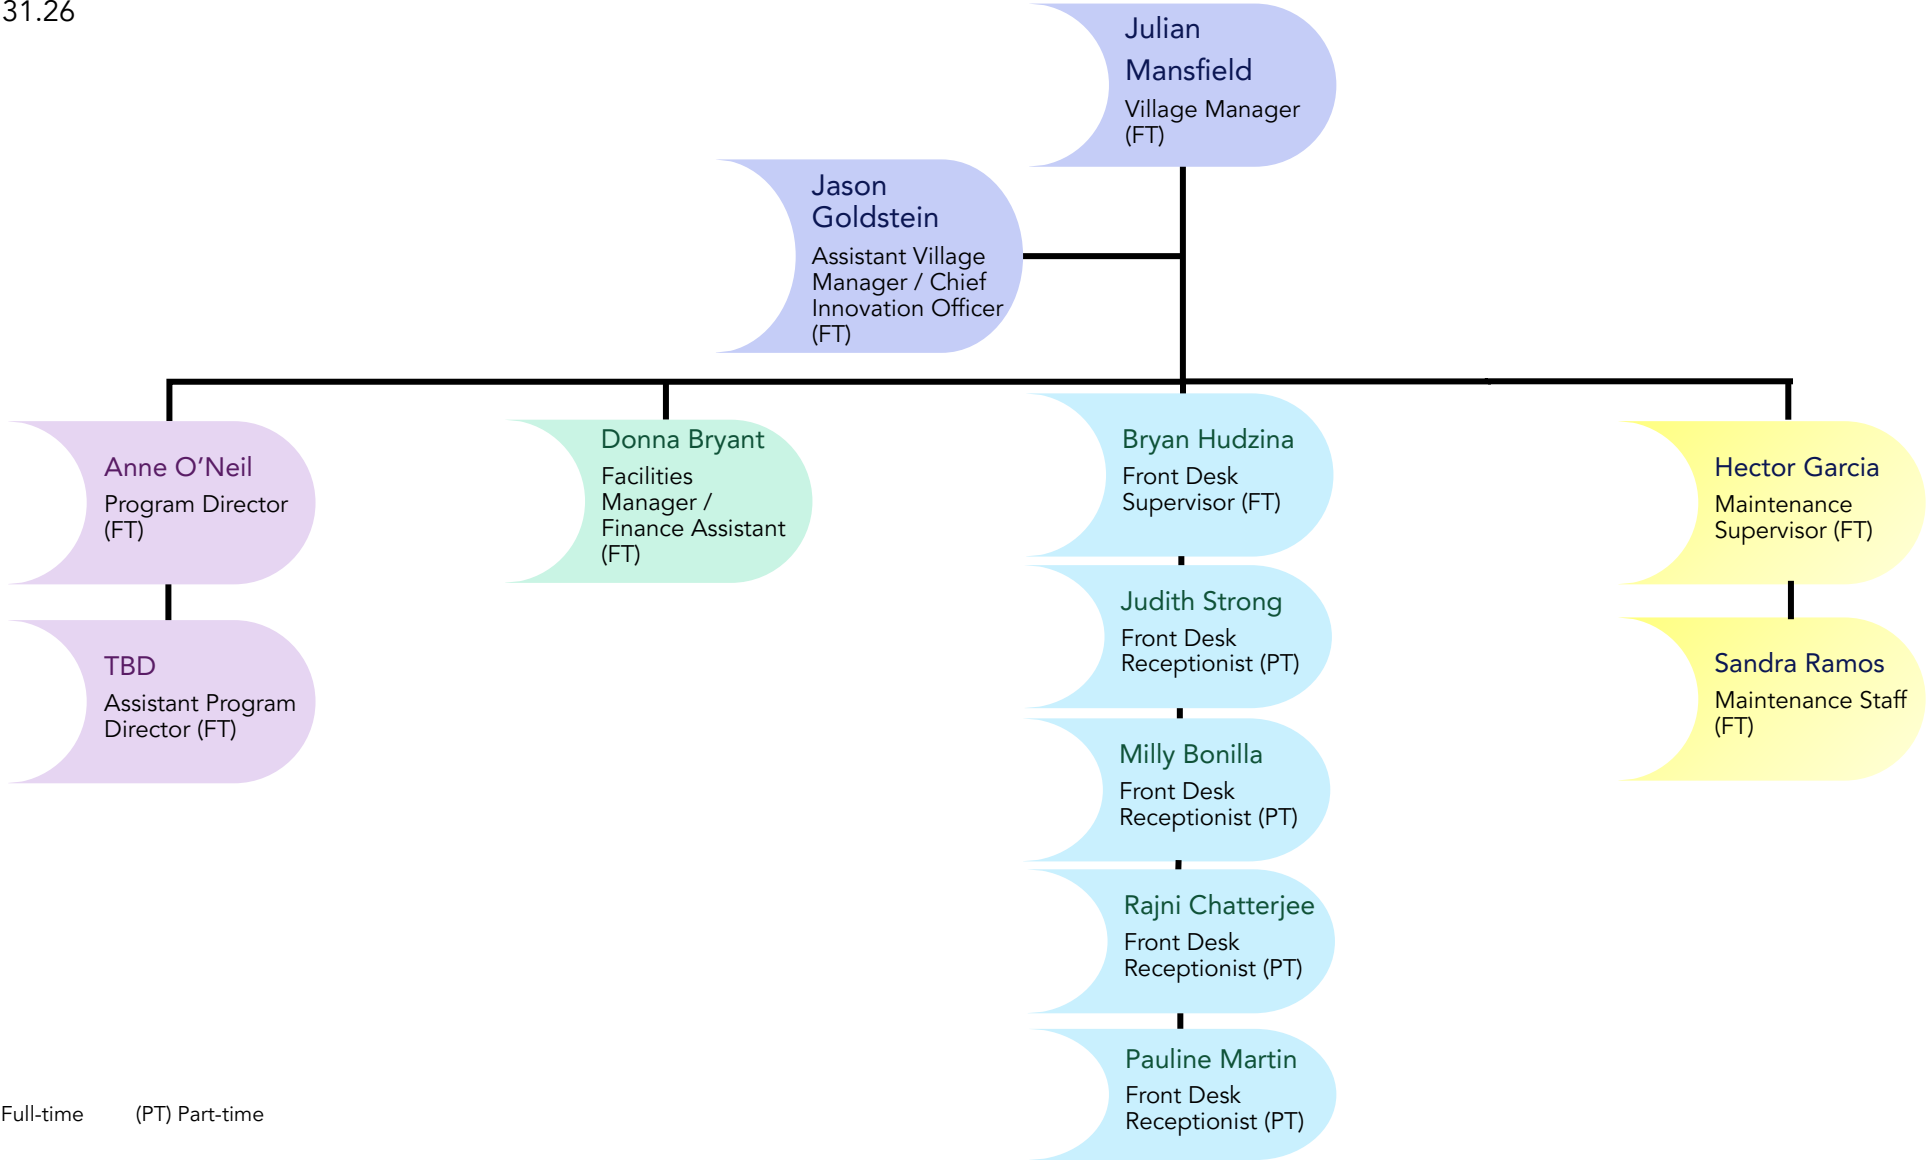 31.26
Julian
Mansfield
Village Manager
(FT)
Jason
Goldstein
Assistant Village
Manager / Chief
Innovation Officer
(FT)
Anne O’Neil
Program Director
(FT)
TBD
Assistant Program
Director (FT)
Donna Bryant
Facilities
Manager /
Finance Assistant
(FT)
Bryan Hudzina
Front Desk
Supervisor (FT)
Judith Strong
Front Desk
Receptionist (PT)
Milly Bonilla
Front Desk
Receptionist (PT)
Rajni Chatterjee
Front Desk
Receptionist (PT)
Pauline Martin
Front Desk
Receptionist (PT)
Hector Garcia
Maintenance
Supervisor (FT)
Sandra Ramos
Maintenance Staff
(FT)
Full-time (PT) Part-time